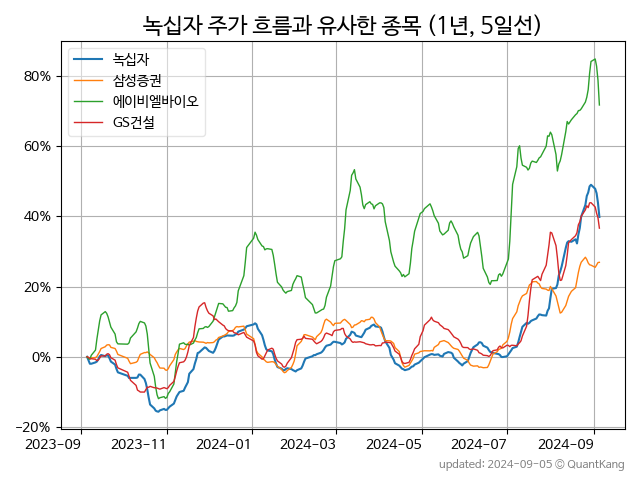 녹십자 주가 흐름과 유사한 종목 (1년, 5일선)
녹십자
삼성증권
에이비엘바이오
GS건설
80%
60%
40%
20%
0%
−20%
2023-09 2023-11 2024-01 2024-03 2024-05 2024-07 2024-09
updated: 2024-09-05 © QuantKang